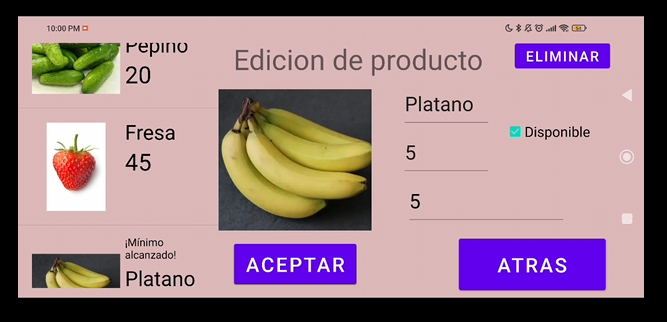 10:00 PM
Pepino
20
Fresa
45
¡Mínimo
alcanzado!
Platano
Edicion de producto
ELIMINAR
Platano
Disponible
5
5
ACEPTAR
ATRAS